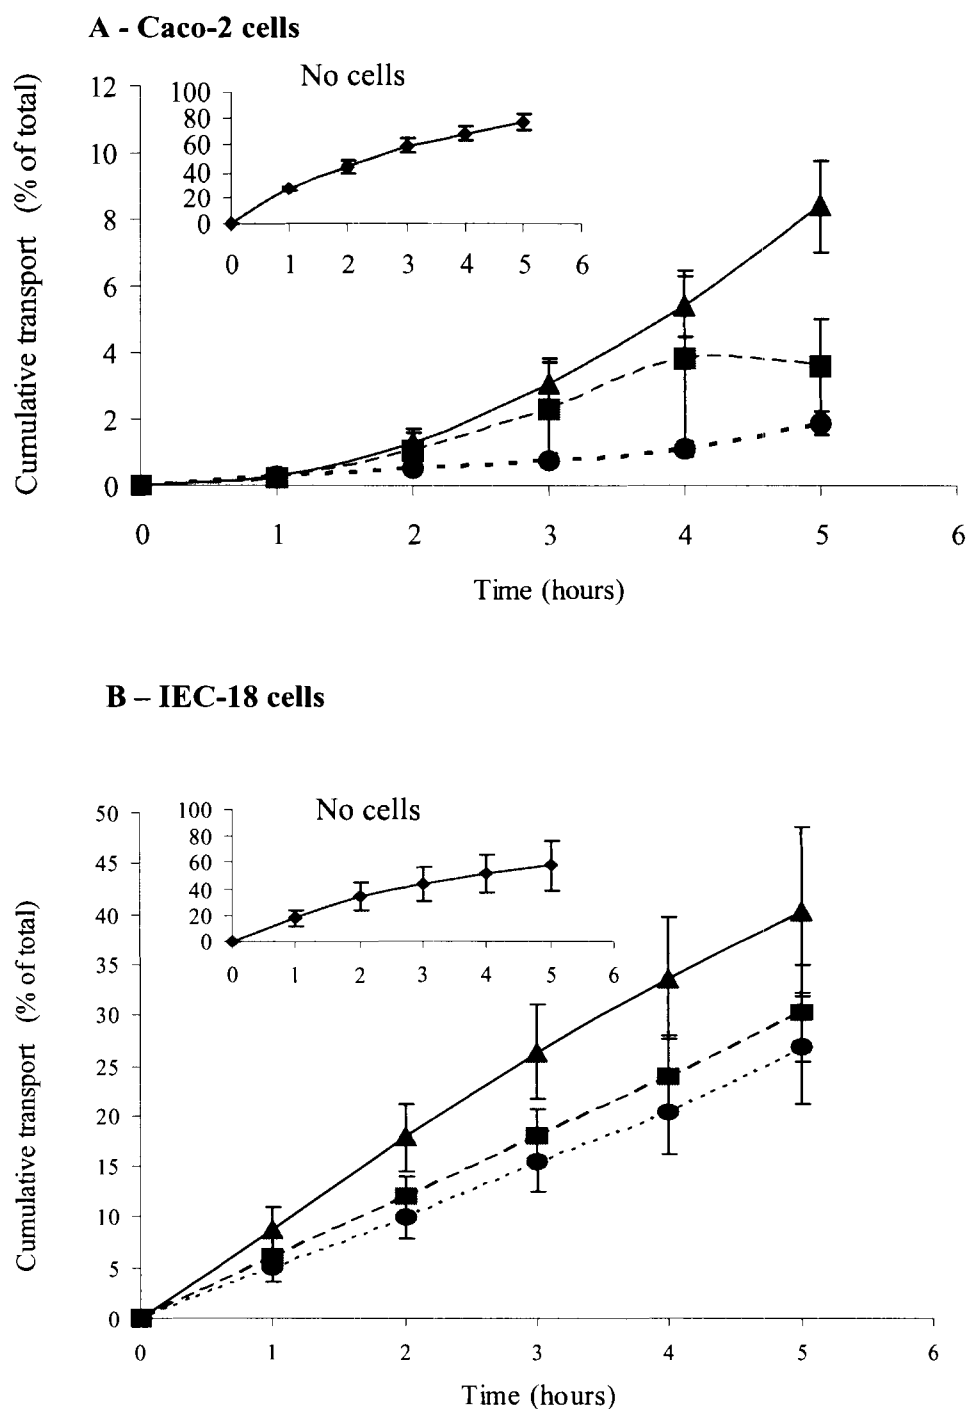 A - Caco-2 cells
Cumulative transport (% of total)
12
10
8
6
4
2
0
0 1 2 3 4 5 6
Time (hours)
No cells
100
80
60
40
20
0
0 1 2 3 4 5 6
B – IEC-18 cells
Cumulative transport (% of total)
50
45
40
35
30
25
20
15
10
5
0
0 1 2 3 4 5 6
Time (hours)
No cells
100
80
60
40
20
0
0 1 2 3 4 5 6